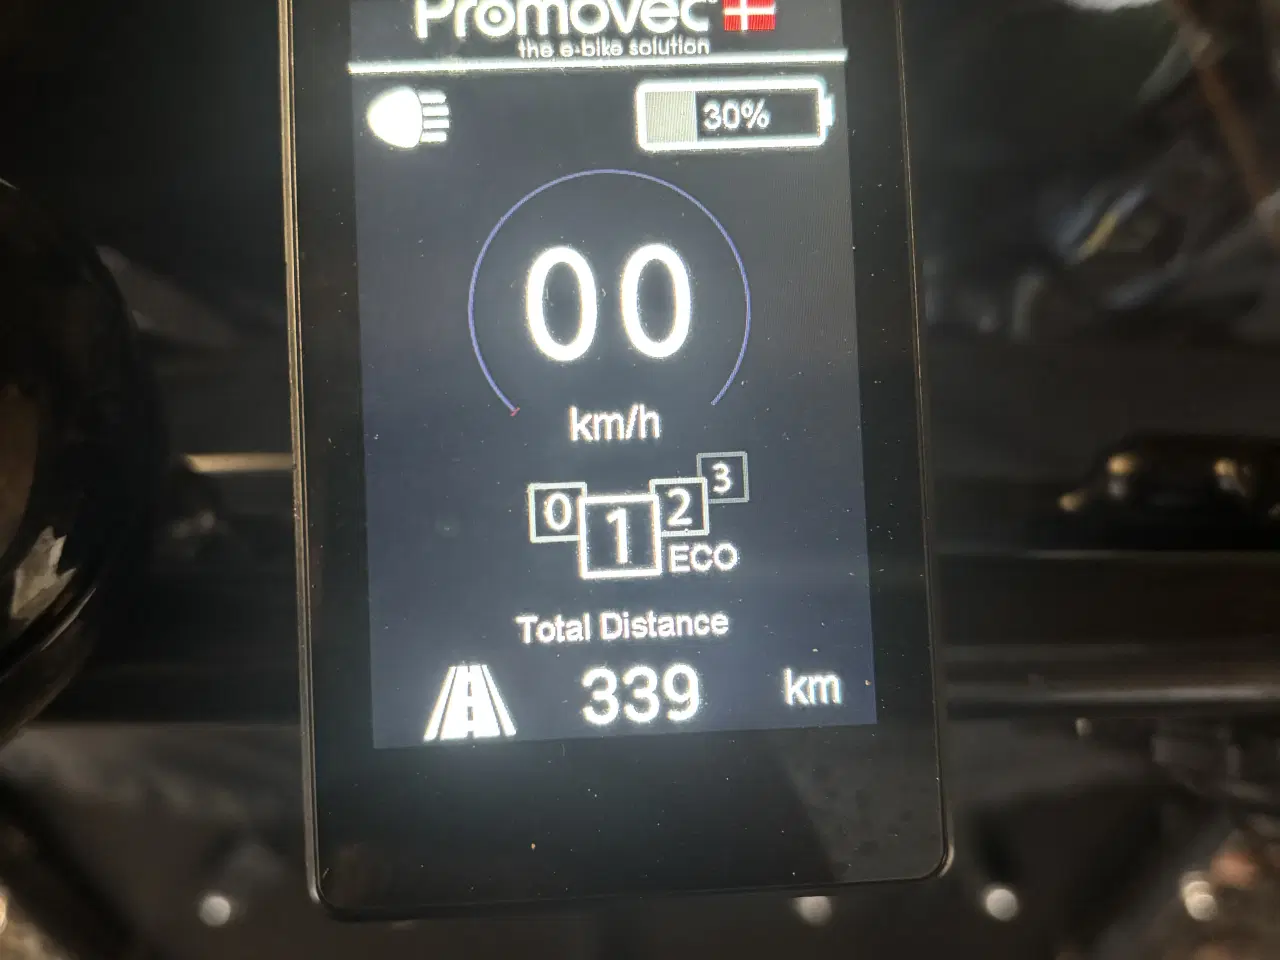 Promovec
the e-bike solution
30%
00
km/h
0 1 2 3
ECO
Total Distance
339 km